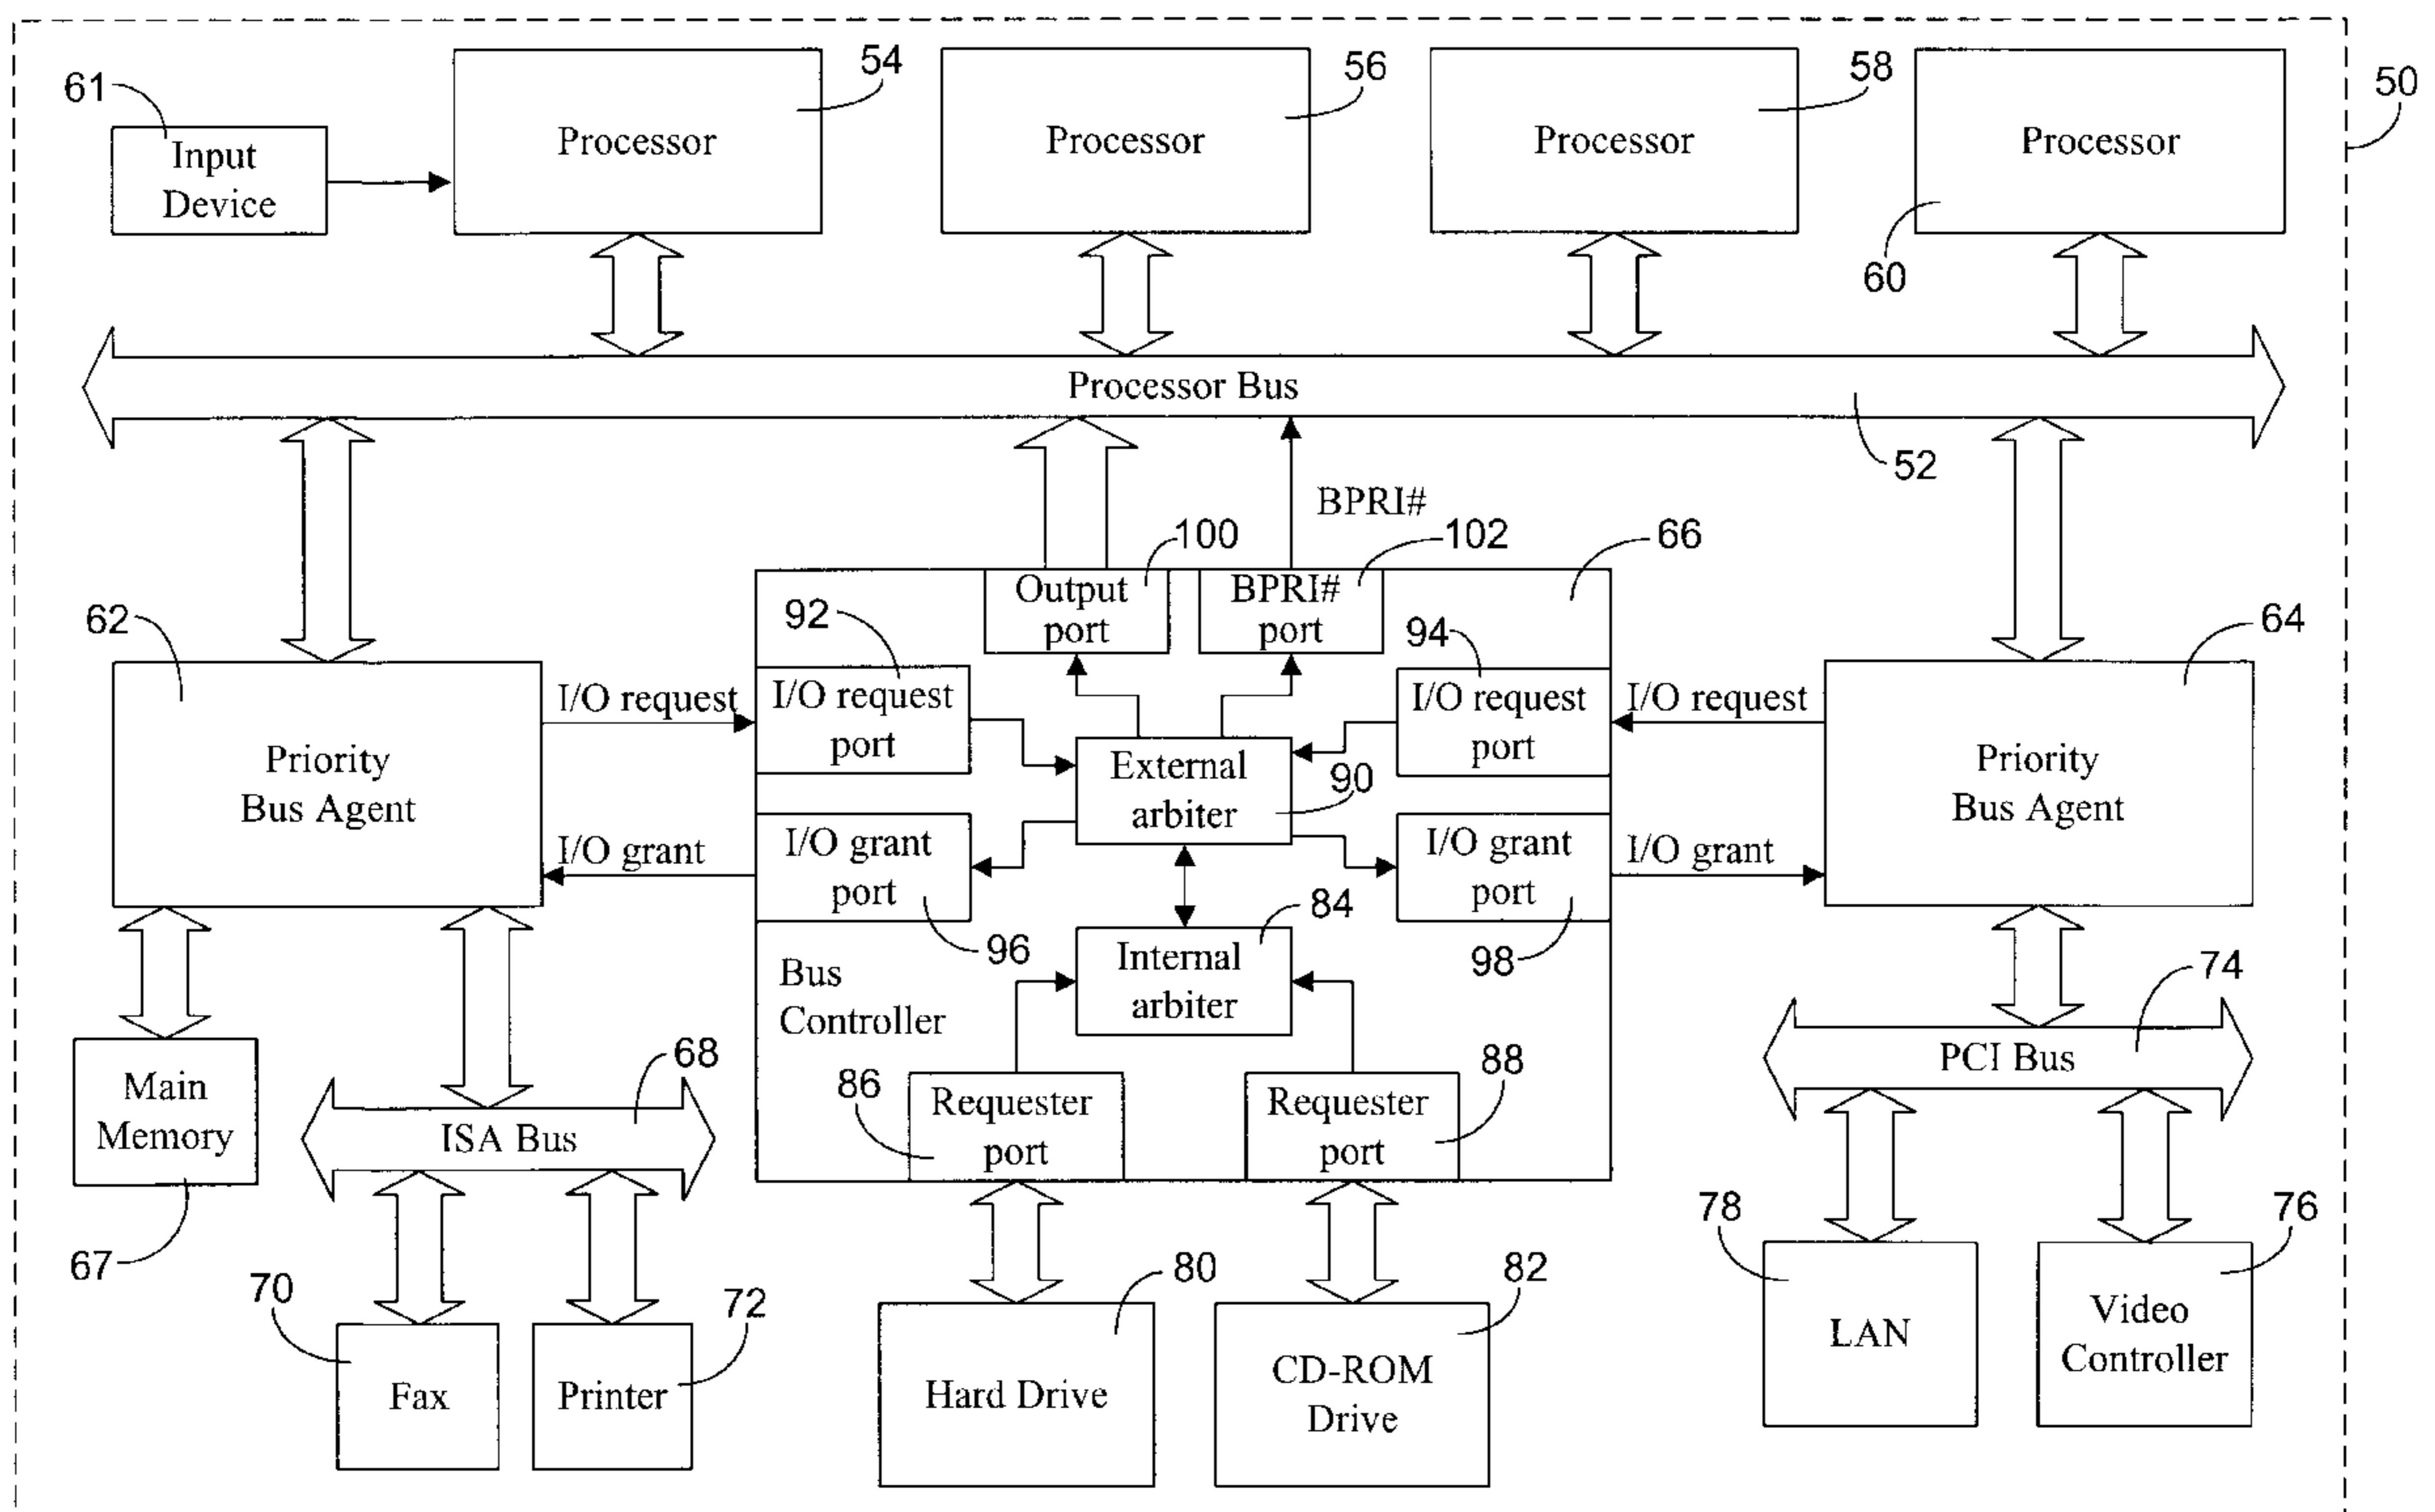 61
54
56
58
50
Input
Device
Processor
Processor
Processor
Processor
60
Processor Bus
52
BPRI#
100
102
66
62
92
Output
port
BPRI#
port
94
64
I/O request
I/O request
port
I/O request
port
I/O request
Priority
Bus Agent
External
arbiter
90
Priority
Bus Agent
I/O grant
I/O grant
port
I/O grant
port
I/O grant
96
84
98
Bus
Controller
Internal
arbiter
74
68
PCI Bus
Main
Memory
ISA Bus
86
Requester
port
Requester
port
88
67
70
72
80
82
78
76
Fax
Printer
Hard Drive
CD-ROM
Drive
LAN
Video
Controller